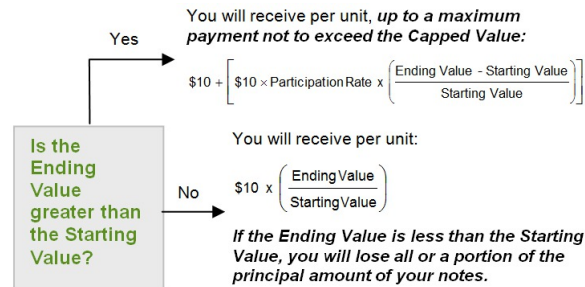 You will receive per unit, up to a maximum
payment not to exceed the Capped Value:
Yes
$10 + [ $10 × Participation Rate x ( Ending Value - Starting Value / Starting Value ) ]
Is the
Ending
Value
greater than
the Starting
Value?
No
You will receive per unit:
$10 x ( Ending Value / Starting Value )
If the Ending Value is less than the Starting
Value, you will lose all or a portion of the
principal amount of your notes.